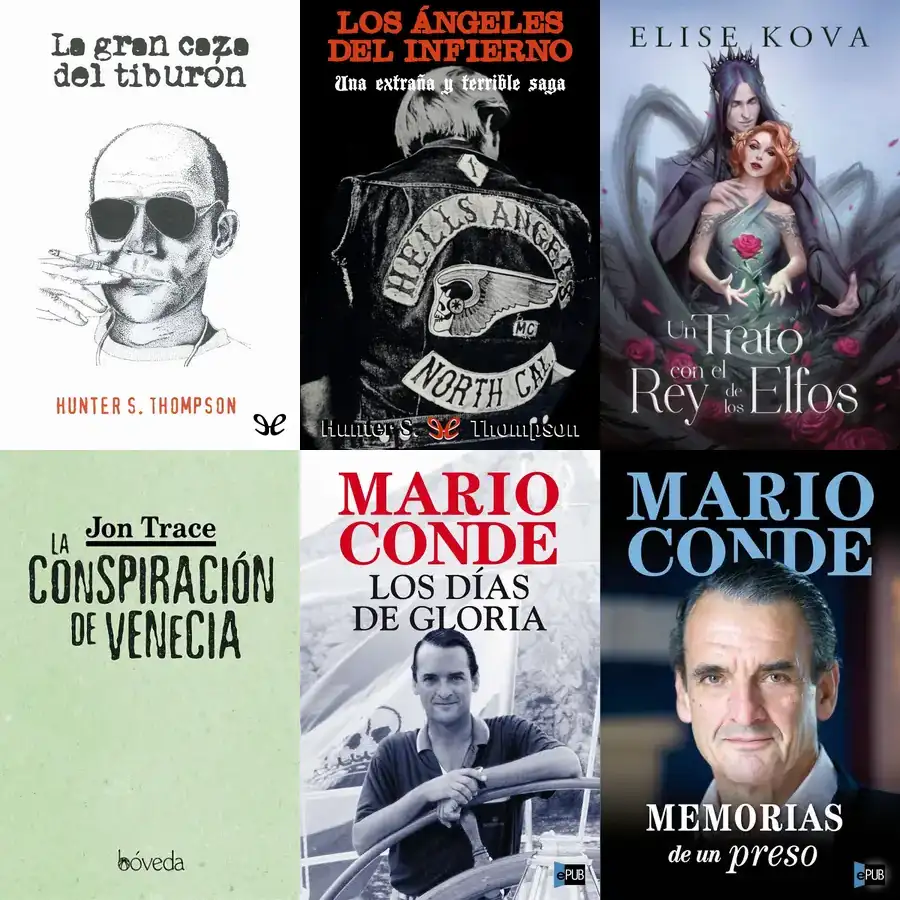 La gran caza
del tiburón
HUNTER S. THOMPSON
LOS ÁNGELES
DEL INFIERNO
Una extraña y terrible saga
1
HELLS ANGELS
MC
NORTH CAL.
Hunter S. Thompson
ELISE KOVA
Un Trato
con el
Rey de los Elfos
Jon Trace
LA
CONSPIRACIÓN
DE VENECIA
bóveda
MARIO
CONDE
LOS DÍAS
DE GLORIA
ePUB
MARIO
CONDE
MEMORIAS
de un preso
ePUB